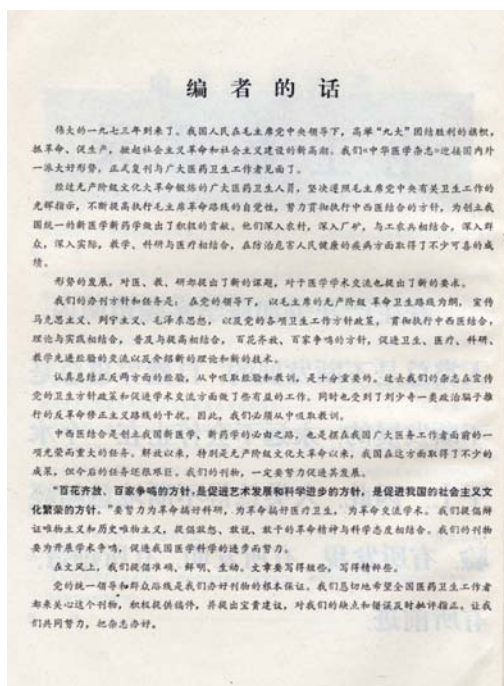 编者的话
伟大的一九七三年到来了。我国人民在毛主席党中央领导下，高举“九大”团结胜利的旗帜，
抓革命、促生产，掀起社会主义革命和社会主义建设的新高潮。我们《中华医学杂志》迎接国内外
一派大好形势，正式复刊与广大医药卫生工作者见面了。
经过无产阶级文化大革命锻炼的广大医药卫生人员，坚决遵照毛主席党中央有关卫生工作的
光辉指示，不断提高执行毛主席革命路线的自觉性，努力贯彻执行中西医结合的方针，为创立我
国统一的新医学新药学做出了积极的贡献。他们深入农村，深入厂矿，与工农兵相结合，深入群
众，深入实际，教学、科研与医疗相结合，在防治危害人民健康的疾病方面取得了不少可喜的成
绩。
形势的发展，对医、教、研都提出了新的课题，对于医学学术交流也提出了新的要求。
我们的办刊方针和任务是：在党的领导下，以毛主席的无产阶级革命卫生路线为纲，宣传
马克思主义、列宁主义、毛泽东思想，以及党的各项卫生工作方针政策，贯彻执行中西医结合，
理论与实践相结合，普及与提高相结合，百花齐放、百家争鸣的方针，促进卫生、医疗、科研、
教学先进经验的交流以及介绍新的理论和新的技术。
认真总结正反两方面的经验，从中吸取经验和教训，是十分重要的。过去我们的杂志在宣传
党的卫生方针政策和促进学术交流方面做了些有益的工作。同时也受到了刘少奇一类政治骗子推
行的反革命修正主义路线的干扰。因此，我们必须从中吸取教训。
中西医结合是创立我国新医学、新药学的必由之路，也是摆在我国广大医务工作者面前的一
项光荣而重大的任务。解放以来，特别是无产阶级文化大革命以来，我国在这方面取得了不少的
成果，但今后的任务还很艰巨。我们的刊物，一定要努力促进其发展。
“百花齐放、百家争鸣的方针，是促进艺术发展和科学进步的方针，是促进我国的社会主义文
化繁荣的方针。”要努力为革命搞好科研，为革命搞好医疗卫生，为革命交流学术。我们提倡辩
证唯物主义和历史唯物主义，提倡敢想、敢说、敢干的革命精神与科学态度相结合。我们的刊物
要为开展学术争鸣，促进我国医学科学的进步而努力。
在文风上，我们提倡准确、鲜明、生动。文章要写得短些，写得精粹些。
党的统一领导和群众路线是我们办好刊物的根本保证。我们恳切地希望全国医药卫生工作者
都来关心这个刊物，积极提供稿件，并提出宝贵建议，对我们的缺点和错误及时批评指正。让我
们共同努力，把杂志办好。